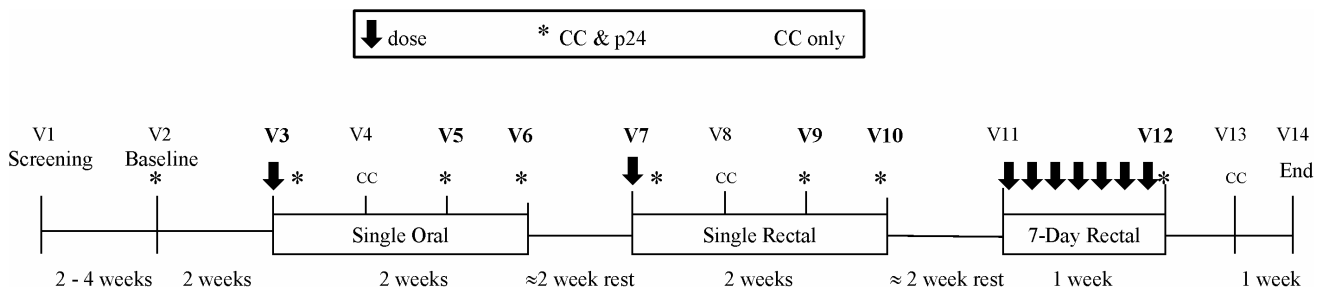 dose * CC & p24 CC only
V1 V2 V3 V4 V5 V6 V7 V8 V9 V10 V11 V12 V13 V14
Screening Baseline End
* * CC * * * CC * * * CC
Single Oral Single Rectal 7-Day Rectal
2 - 4 weeks 2 weeks 2 weeks ≈2 week rest 2 weeks ≈ 2 week rest 1 week 1 week